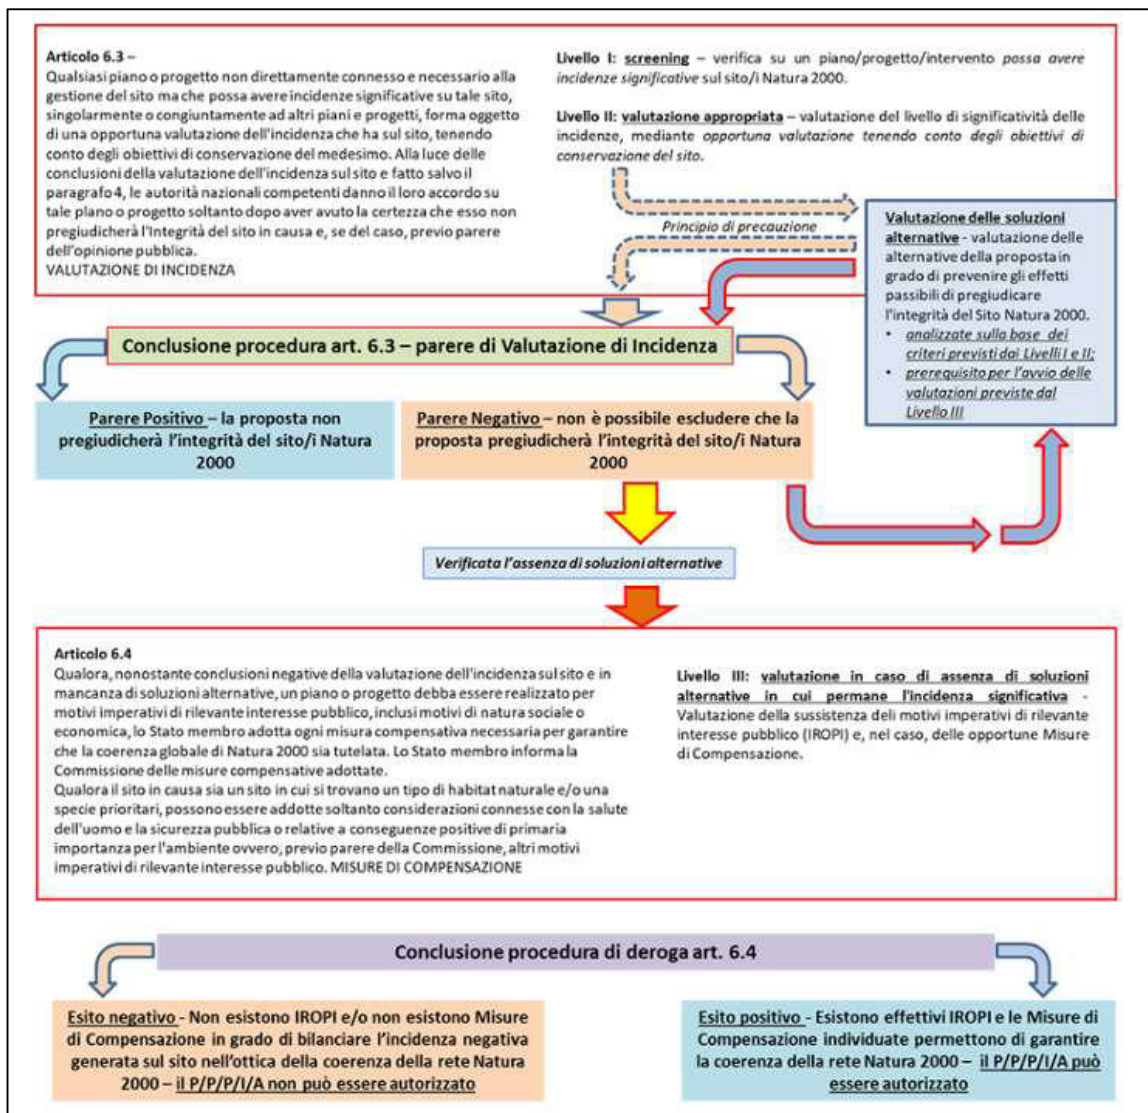 Articolo 6.3 –
Qualsiasi piano o progetto non direttamente connesso e necessario alla
gestione del sito ma che possa avere incidenze significative su tale sito,
singolarmente o congiuntamente ad altri piani e progetti, forma oggetto
di una opportuna valutazione dell'incidenza che ha sul sito, tenendo
conto degli obiettivi di conservazione del medesimo. Alla luce delle
conclusioni della valutazione dell'incidenza sul sito e fatto salvo il
paragrafo 4, le autorità nazionali competenti danno il loro accordo su
tale piano o progetto soltanto dopo aver avuto la certezza che esso non
pregiudicherà l'integrità del sito in causa e, se del caso, previo parere
dell'opinione pubblica.
VALUTAZIONE DI INCIDENZA
Livello I: screening – verifica su un piano/progetto/intervento possa avere
incidenze significative sul sito/i Natura 2000.
Livello II: valutazione appropriata – valutazione del livello di significatività delle
incidenze, mediante opportuna valutazione tenendo conto degli obiettivi di
conservazione del sito.
Principio di precauzione
Valutazione delle soluzioni
alternative - valutazione delle
alternative della proposta in
grado di prevenire gli effetti
passibili di pregiudicare
l'integrità del Sito Natura 2000.
• analizzate sulla base dei
criteri previsti dai Livelli I e II;
• prerequisito per l'avvio delle
valutazioni previste dal
Livello III
Conclusione procedura art. 6.3 – parere di Valutazione di Incidenza
Parere Positivo – la proposta non
pregiudicherà l'integrità del sito/i Natura
2000
Parere Negativo – non è possibile escludere che la
proposta pregiudicherà l'integrità del sito/i Natura
2000
Verificata l'assenza di soluzioni alternative
Articolo 6.4
Qualora, nonostante conclusioni negative della valutazione dell'incidenza sul sito e in
mancanza di soluzioni alternative, un piano o progetto debba essere realizzato per
motivi imperativi di rilevante interesse pubblico, inclusi motivi di natura sociale o
economica, lo Stato membro adotta ogni misura compensativa necessaria per garantire
che la coerenza globale di Natura 2000 sia tutelata. Lo Stato membro informa la
Commissione delle misure compensative adottate.
Qualora il sito in causa sia un sito in cui si trovano un tipo di habitat naturale e/o una
specie prioritari, possono essere addotte soltanto considerazioni connesse con la salute
dell'uomo e la sicurezza pubblica o relative a conseguenze positive di primaria
importanza per l'ambiente ovvero, previo parere della Commissione, altri motivi
imperativi di rilevante interesse pubblico. MISURE DI COMPENSAZIONE
Livello III: valutazione in caso di assenza di soluzioni
alternative in cui permane l'incidenza significativa -
Valutazione della sussistenza deli motivi imperativi di rilevante
interesse pubblico (IROPI) e, nel caso, delle opportune Misure
di Compensazione.
Conclusione procedura di deroga art. 6.4
Esito negativo - Non esistono IROPI e/o non esistono Misure
di Compensazione in grado di bilanciare l'incidenza negativa
generata sul sito nell'ottica della coerenza della rete Natura
2000 – il P/P/P/I/A non può essere autorizzato
Esito positivo - Esistono effettivi IROPI e le Misure di
Compensazione individuate permettono di garantire
la coerenza della rete Natura 2000 – il P/P/P/I/A può
essere autorizzato